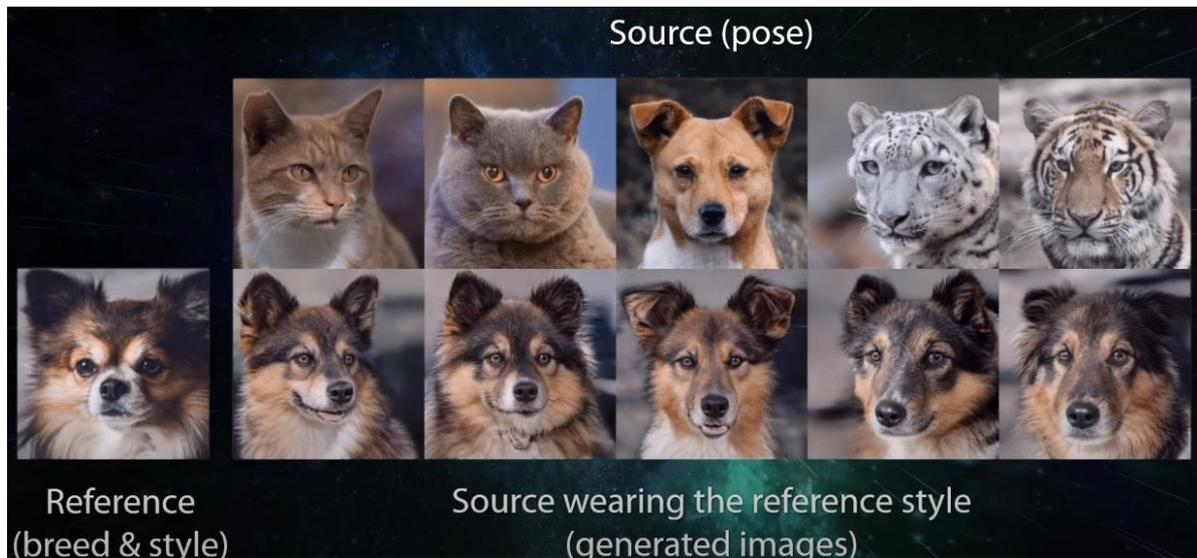 Source (pose)
Reference
(breed & style)
Source wearing the reference style
(generated images)